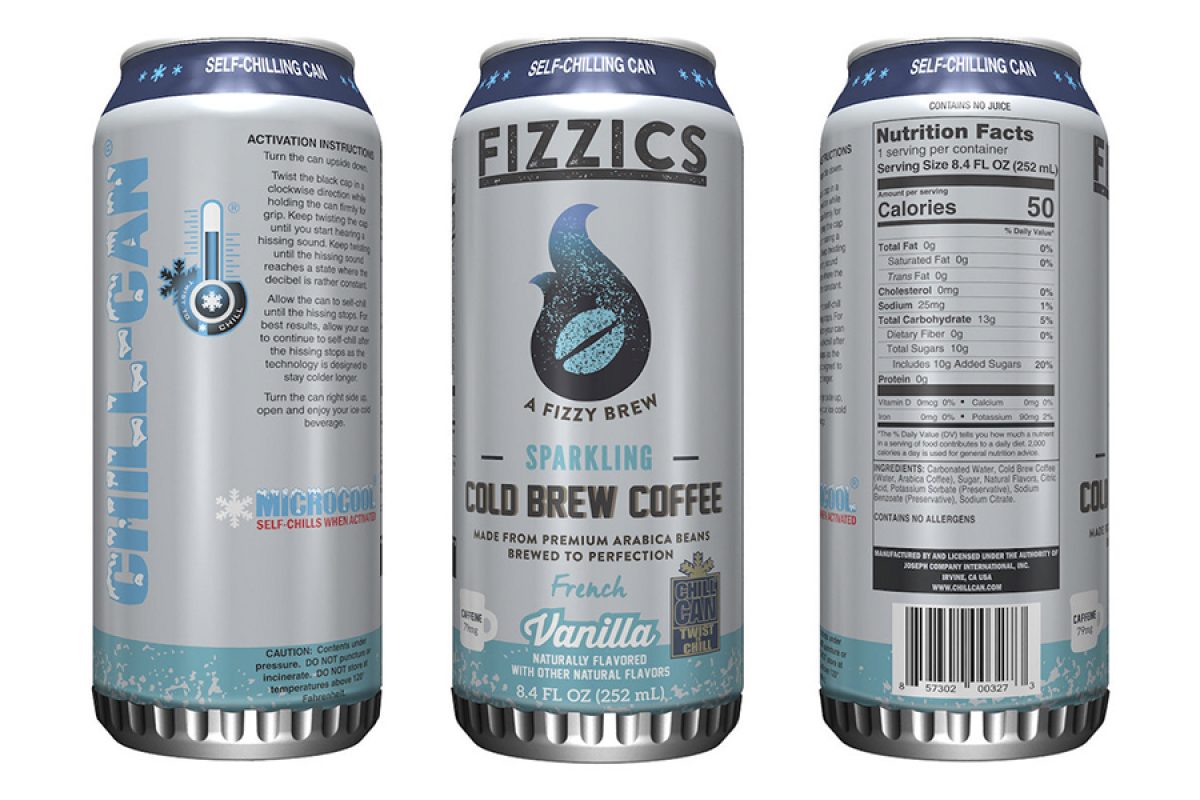 SELF-CHILLING CAN
CHILL-CAN®
ACTIVATION INSTRUCTIONS
Turn the can upside down.
Twist the black cap in a
clockwise direction while
holding the can firmly for
grip. Keep twisting the cap
until you start hearing a
hissing sound. Keep twisting
until the hissing sound
reaches a state where the
decibel is rather constant.
Allow the can to self-chill
until the hissing stops. For
best results, allow your can
to continue to self-chill after
the hissing stops as the
technology is designed to
stay colder longer.
Turn the can right side up,
open and enjoy your ice cold
beverage.
®
TWIST TO CHILL
MICROCOOL
SELF-CHILLS WHEN ACTIVATED
CAUTION: Contents under
pressure. DO NOT puncture or
incinerate. DO NOT store at
temperatures above 120°
Fahrenheit.
SELF-CHILLING CAN
FIZZICS
A FIZZY BREW
SPARKLING
COLD BREW COFFEE
MADE FROM PREMIUM ARABICA BEANS
BREWED TO PERFECTION
French
Vanilla
NATURALLY FLAVORED
WITH OTHER NATURAL FLAVORS
8.4 FL OZ (252 mL)
CAFFEINE
79mg
CHILL
CAN
TWIST
TO
CHILL
SELF-CHILLING CAN
CONTAINS NO JUICE
Nutrition Facts
1 serving per container
Serving Size 8.4 FL OZ (252 mL)
Amount per serving
Calories 50
% Daily Value*
Total Fat 0g 0%
Saturated Fat 0g 0%
Trans Fat 0g
Cholesterol 0mg 0%
Sodium 25mg 1%
Total Carbohydrate 13g 5%
Dietary Fiber 0g 0%
Total Sugars 10g
Includes 10g Added Sugars 20%
Protein 0g
Vitamin D 0mcg 0% • Calcium 0mg 0%
Iron 0mg 0% • Potassium 90mg 2%
*The % Daily Value (DV) tells you how much a nutrient
in a serving of food contributes to a daily diet. 2,000
calories a day is used for general nutrition advice.
INGREDIENTS: Carbonated Water, Cold Brew Coffee
(Water, Arabica Coffee), Sugar, Natural Flavors, Citric
Acid, Potassium Sorbate (Preservative), Sodium
Benzoate (Preservative), Sodium Citrate.
CONTAINS NO ALLERGENS
MANUFACTURED BY AND LICENSED UNDER THE AUTHORITY OF
JOSEPH COMPANY INTERNATIONAL, INC.
IRVINE, CA USA
WWW.CHILLCAN.COM
8 57302 00327 3
CAFFEINE
79mg